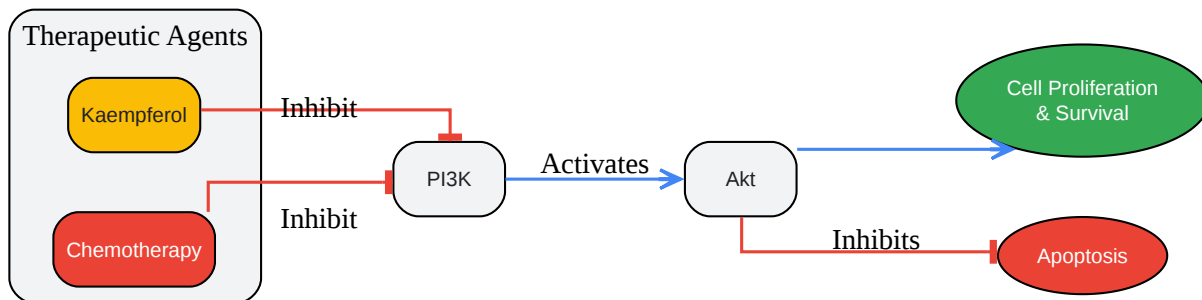 Therapeutic Agents
Kaempferol
Inhibit
Chemotherapy
Inhibit
PI3K
Activates
Akt
Cell Proliferation
& Survival
Inhibits
Apoptosis